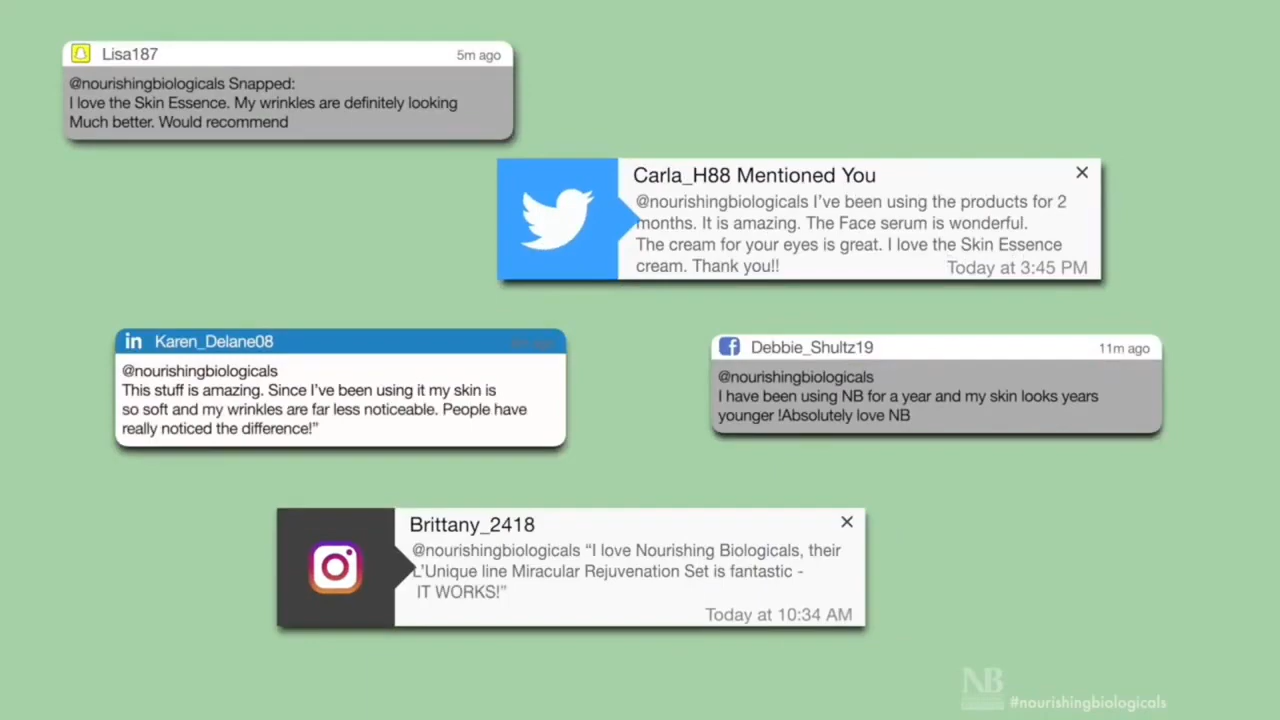 Lisa187
5m ago
@nourishingbiologicals Snapped:
I love the Skin Essence. My wrinkles are definitely looking
Much better. Would recommend
Carla_H88 Mentioned You
@nourishingbiologicals I've been using the products for 2
months. It is amazing. The Face serum is wonderful.
The cream for your eyes is great. I love the Skin Essence
cream. Thank you!!
Today at 3:45 PM
in Karen_Delane08
@nourishingbiologicals
This stuff is amazing. Since I've been using it my skin is
so soft and my wrinkles are far less noticeable. People have
really noticed the difference!”
f Debbie_Shultz19
11m ago
@nourishingbiologicals
I have been using NB for a year and my skin looks years
younger !Absolutely love NB
Brittany_2418
@nourishingbiologicals “I love Nourishing Biologicals, their
L'Unique line Miracular Rejuvenation Set is fantastic -
IT WORKS!”
Today at 10:34 AM
NB
#nourishingbiologicals